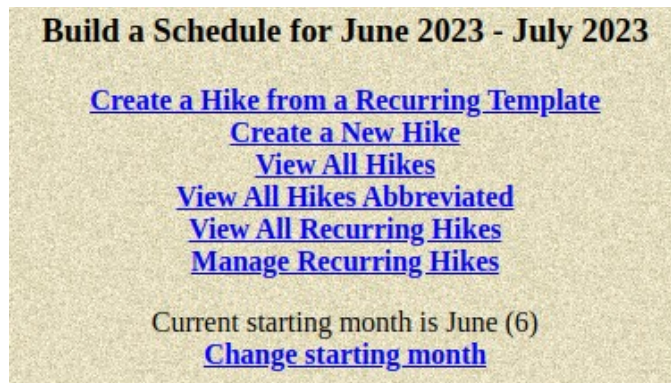 Build a Schedule for June 2023 - July 2023
Create a Hike from a Recurring Template
Create a New Hike
View All Hikes
View All Hikes Abbreviated
View All Recurring Hikes
Manage Recurring Hikes
Current starting month is June (6)
Change starting month